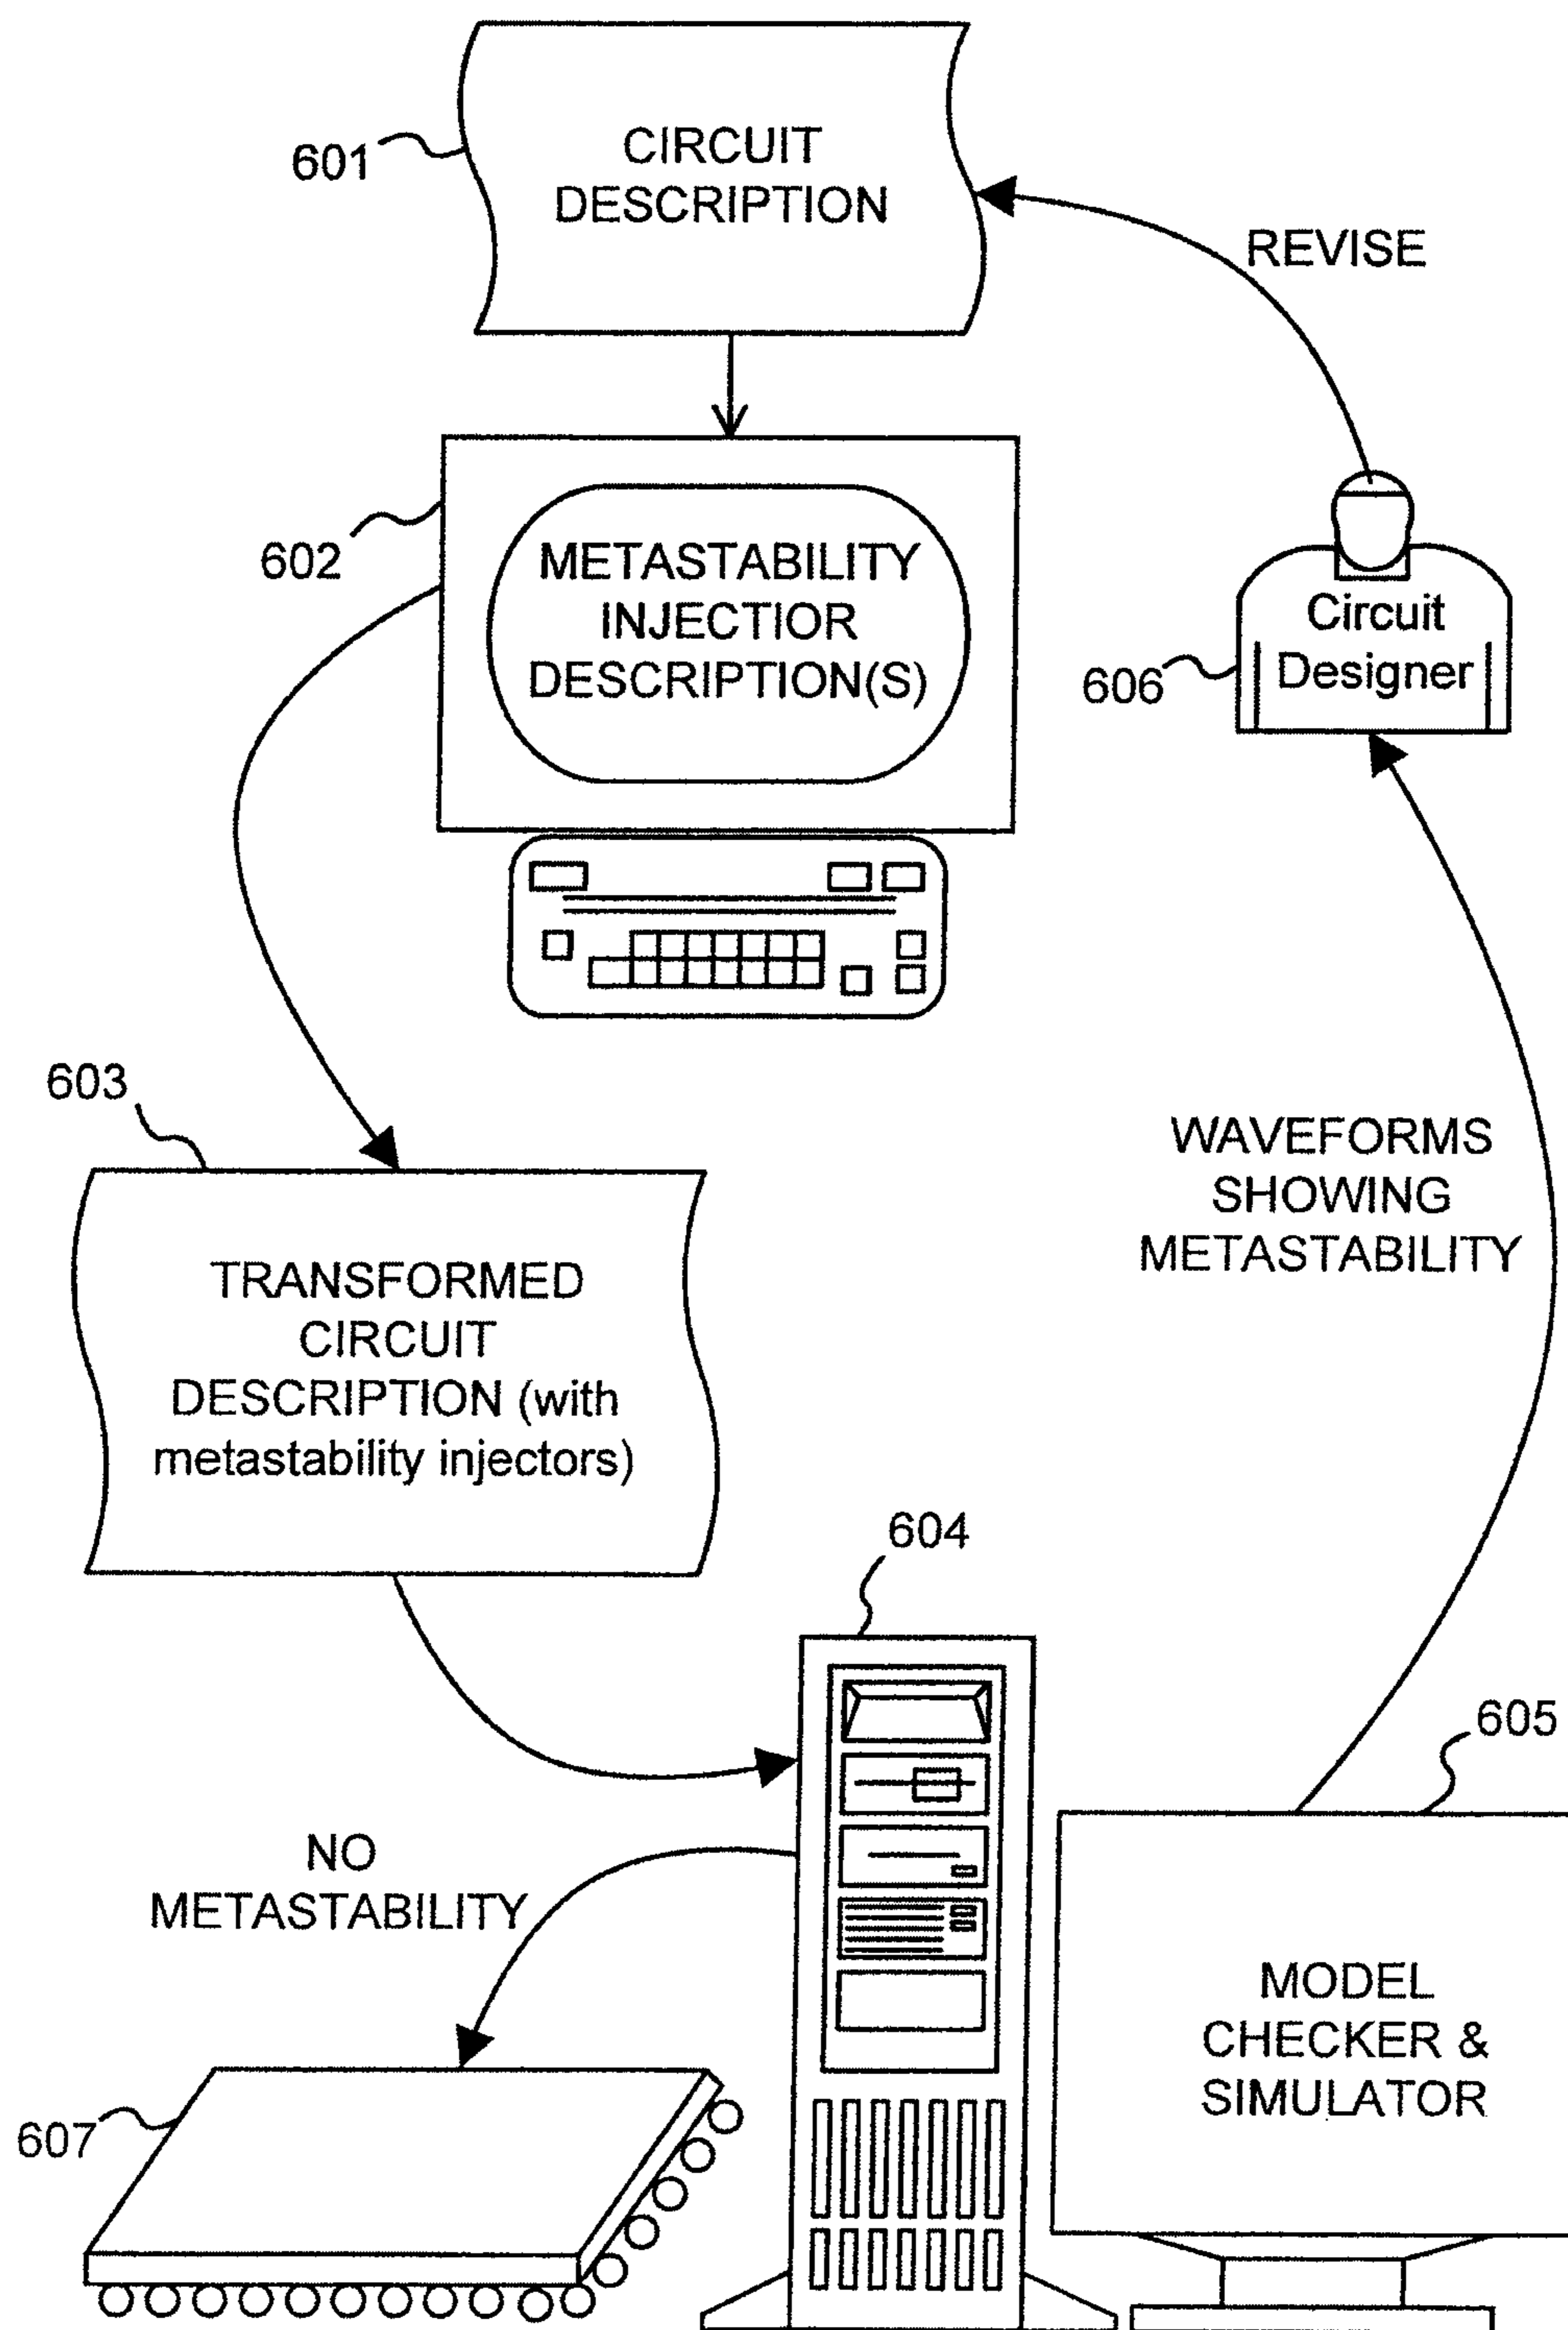 CIRCUIT
DESCRIPTION
601
REVISE
602
METASTABILITY
INJECTIOR
DESCRIPTION(S)
Circuit
Designer
606
603
TRANSFORMED
CIRCUIT
DESCRIPTION (with
metastability injectors)
WAVEFORMS
SHOWING
METASTABILITY
604
605
NO
METASTABILITY
MODEL
CHECKER &
SIMULATOR
607